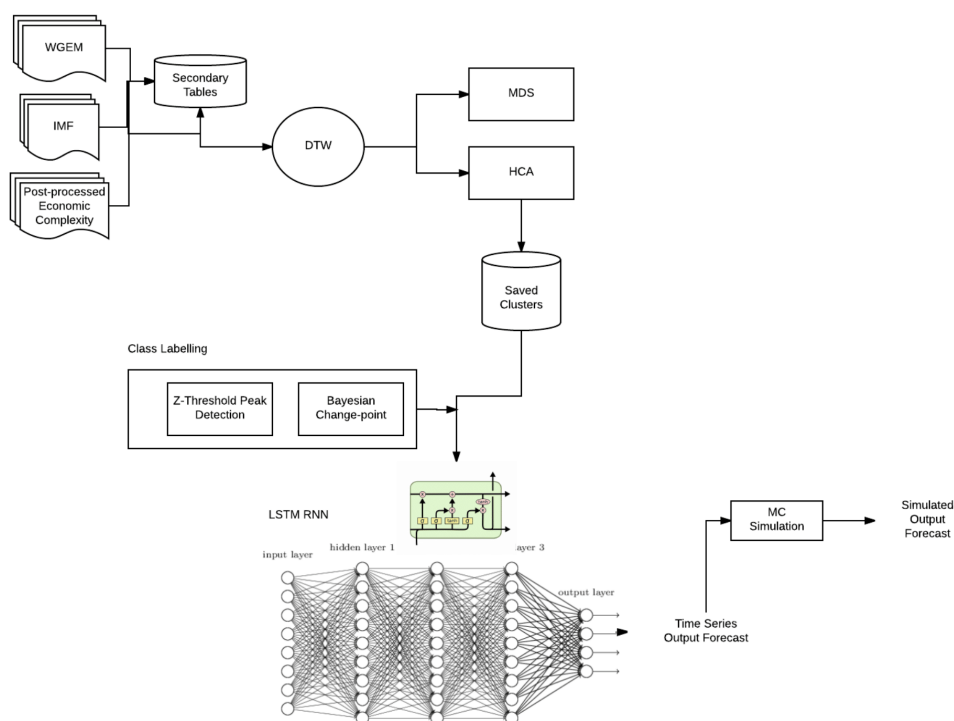 WGEM
Secondary
Tables
IMF
Post-processed
Economic
Complexity
DTW
MDS
HCA
Saved
Clusters
Class Labelling
Z-Threshold Peak
Detection
Bayesian
Change-point
LSTM RNN
input layer
hidden layer 1
ayer 3
output layer
MC
Simulation
Simulated
Output
Forecast
Time Series
Output Forecast